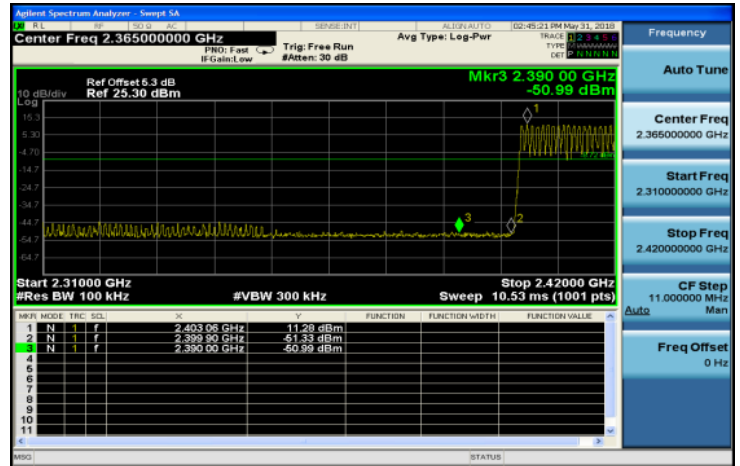 Agilent Spectrum Analyzer - Swept SA
RL RF 50 Ω AC SENSE:INT ALIGNAUTO 02:45:21 PM May 31, 2018
Center Freq 2.365000000 GHz
PNO: Fast
IFGain:Low
Trig: Free Run
#Atten: 30 dB
Avg Type: Log-Pwr
TRACE 1 2 3 4 5 6
TYPE
DET P N N N N N
Frequency
Auto Tune
Center Freq
2.365000000 GHz
Start Freq
2.310000000 GHz
Stop Freq
2.420000000 GHz
CF Step
11.000000 MHz
Auto Man
Freq Offset
0 Hz
Ref Offset 5.3 dB
Ref 25.30 dBm
10 dB/div
Log
Mkr3 2.390 00 GHz
-50.99 dBm
15.3
5.30
-4.70
-14.7
-24.7
-34.7
-44.7
-54.7
-64.7
1
2
3
Start 2.31000 GHz
Stop 2.42000 GHz
#Res BW 100 kHz
#VBW 300 kHz
Sweep 10.53 ms (1001 pts)
MKR MODE TRC SCL X Y FUNCTION FUNCTION WIDTH FUNCTION VALUE
1 N 1 f 2.403 06 GHz 11.28 dBm
2 N 1 f 2.399 90 GHz -51.33 dBm
3 N 1 f 2.390 00 GHz -50.99 dBm
4
5
6
7
8
9
10
11
MSG
STATUS